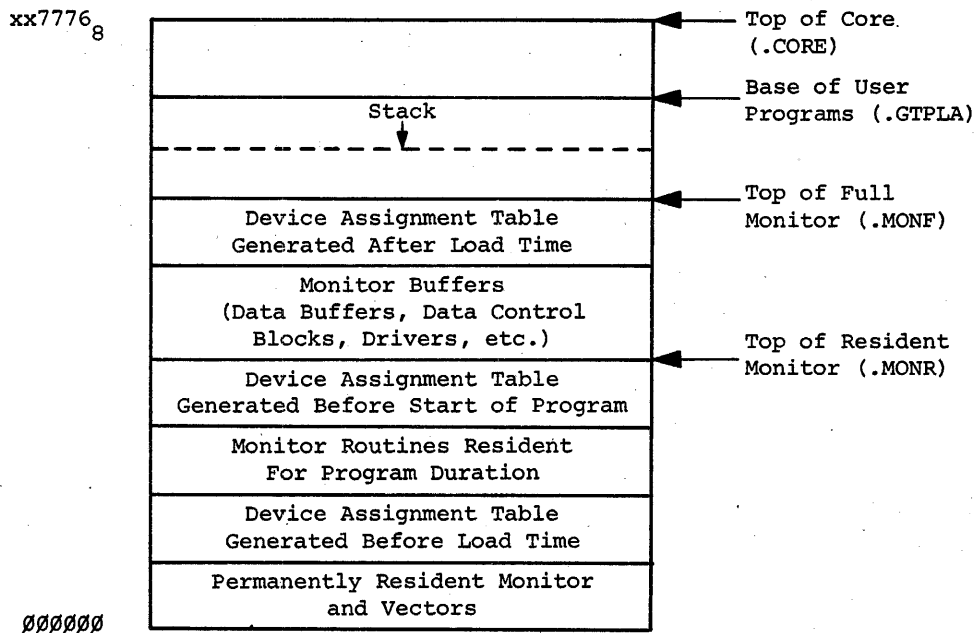 xx7776
8
Top of Core
(.CORE)
Base of User
Programs (.GTPLA)
Stack
Top of Full
Monitor (.MONF)
Device Assignment Table
Generated After Load Time
Monitor Buffers
(Data Buffers, Data Control
Blocks, Drivers, etc.)
Top of Resident
Monitor (.MONR)
Device Assignment Table
Generated Before Start of Program
Monitor Routines Resident
For Program Duration
Device Assignment Table
Generated Before Load Time
Permanently Resident Monitor
and Vectors
ØØØØØØ